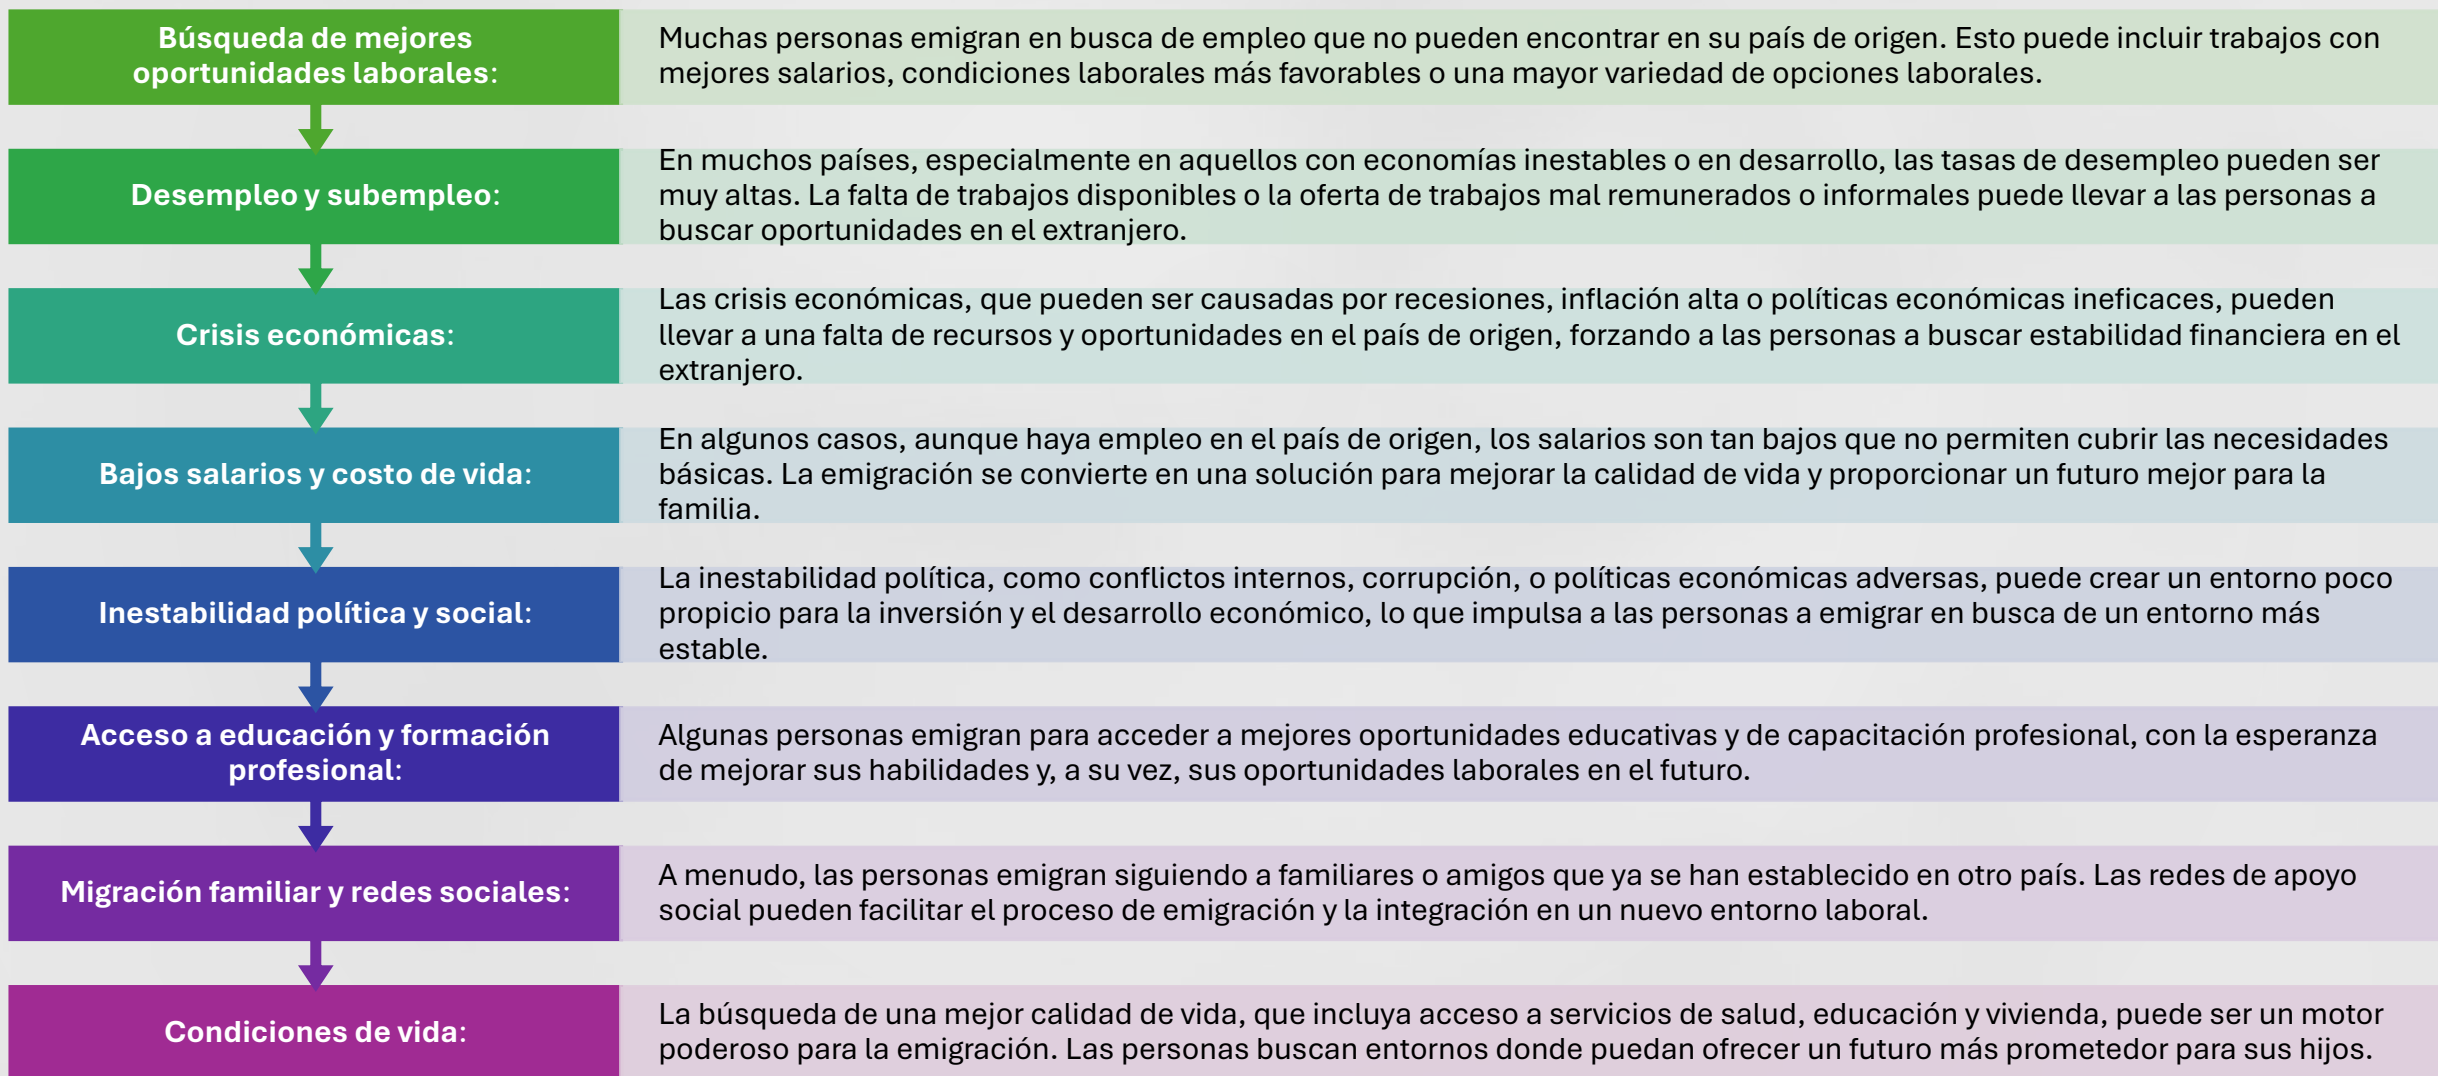 Búsqueda de mejores
oportunidades laborales:
Muchas personas emigran en busca de empleo que no pueden encontrar en su país de origen. Esto puede incluir trabajos con
mejores salarios, condiciones laborales más favorables o una mayor variedad de opciones laborales.
Desempleo y subempleo:
En muchos países, especialmente en aquellos con economías inestables o en desarrollo, las tasas de desempleo pueden ser
muy altas. La falta de trabajos disponibles o la oferta de trabajos mal remunerados o informales puede llevar a las personas a
buscar oportunidades en el extranjero.
Crisis económicas:
Las crisis económicas, que pueden ser causadas por recesiones, inflación alta o políticas económicas ineficaces, pueden
llevar a una falta de recursos y oportunidades en el país de origen, forzando a las personas a buscar estabilidad financiera en el
extranjero.
Bajos salarios y costo de vida:
En algunos casos, aunque haya empleo en el país de origen, los salarios son tan bajos que no permiten cubrir las necesidades
básicas. La emigración se convierte en una solución para mejorar la calidad de vida y proporcionar un futuro mejor para la
familia.
Inestabilidad política y social:
La inestabilidad política, como conflictos internos, corrupción, o políticas económicas adversas, puede crear un entorno poco
propicio para la inversión y el desarrollo económico, lo que impulsa a las personas a emigrar en busca de un entorno más
estable.
Acceso a educación y formación
profesional:
Algunas personas emigran para acceder a mejores oportunidades educativas y de capacitación profesional, con la esperanza
de mejorar sus habilidades y, a su vez, sus oportunidades laborales en el futuro.
Migración familiar y redes sociales:
A menudo, las personas emigran siguiendo a familiares o amigos que ya se han establecido en otro país. Las redes de apoyo
social pueden facilitar el proceso de emigración y la integración en un nuevo entorno laboral.
Condiciones de vida:
La búsqueda de una mejor calidad de vida, que incluya acceso a servicios de salud, educación y vivienda, puede ser un motor
poderoso para la emigración. Las personas buscan entornos donde puedan ofrecer un futuro más prometedor para sus hijos.